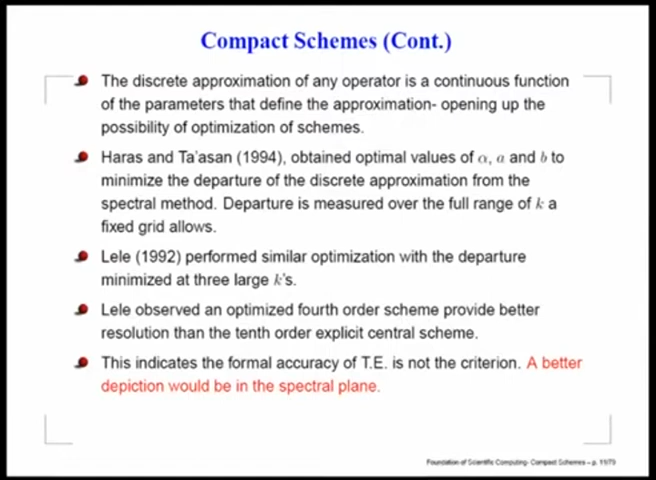 Compact Schemes (Cont.)
The discrete approximation of any operator is a continuous function
of the parameters that define the approximation- opening up the
possibility of optimization of schemes.
Haras and Ta'asan (1994), obtained optimal values of α, a and b to
minimize the departure of the discrete approximation from the
spectral method. Departure is measured over the full range of k a
fixed grid allows.
Lele (1992) performed similar optimization with the departure
minimized at three large k's.
Lele observed an optimized fourth order scheme provide better
resolution than the tenth order explicit central scheme.
This indicates the formal accuracy of T.E. is not the criterion. A better
depiction would be in the spectral plane.
Foundation of Scientific Computing- Compact Schemes – p. 11/79